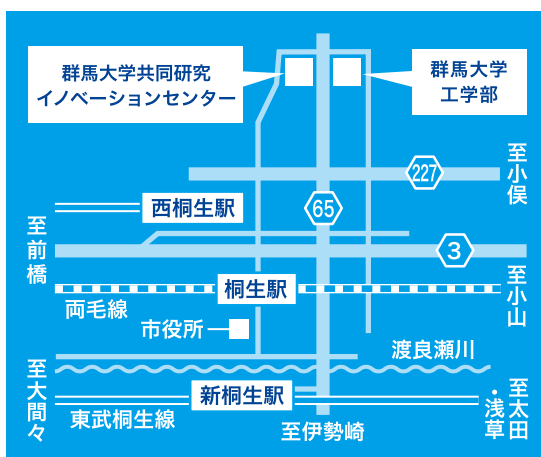 群馬大学共同研究
イノベーションセンター
群馬大学
工学部
至小俣
227
西桐生駅
65
至前橋
3
桐生駅
両毛線
至小山
市役所
渡良瀬川
至大間々
新桐生駅
東武桐生線
至伊勢崎
至太田
・浅草